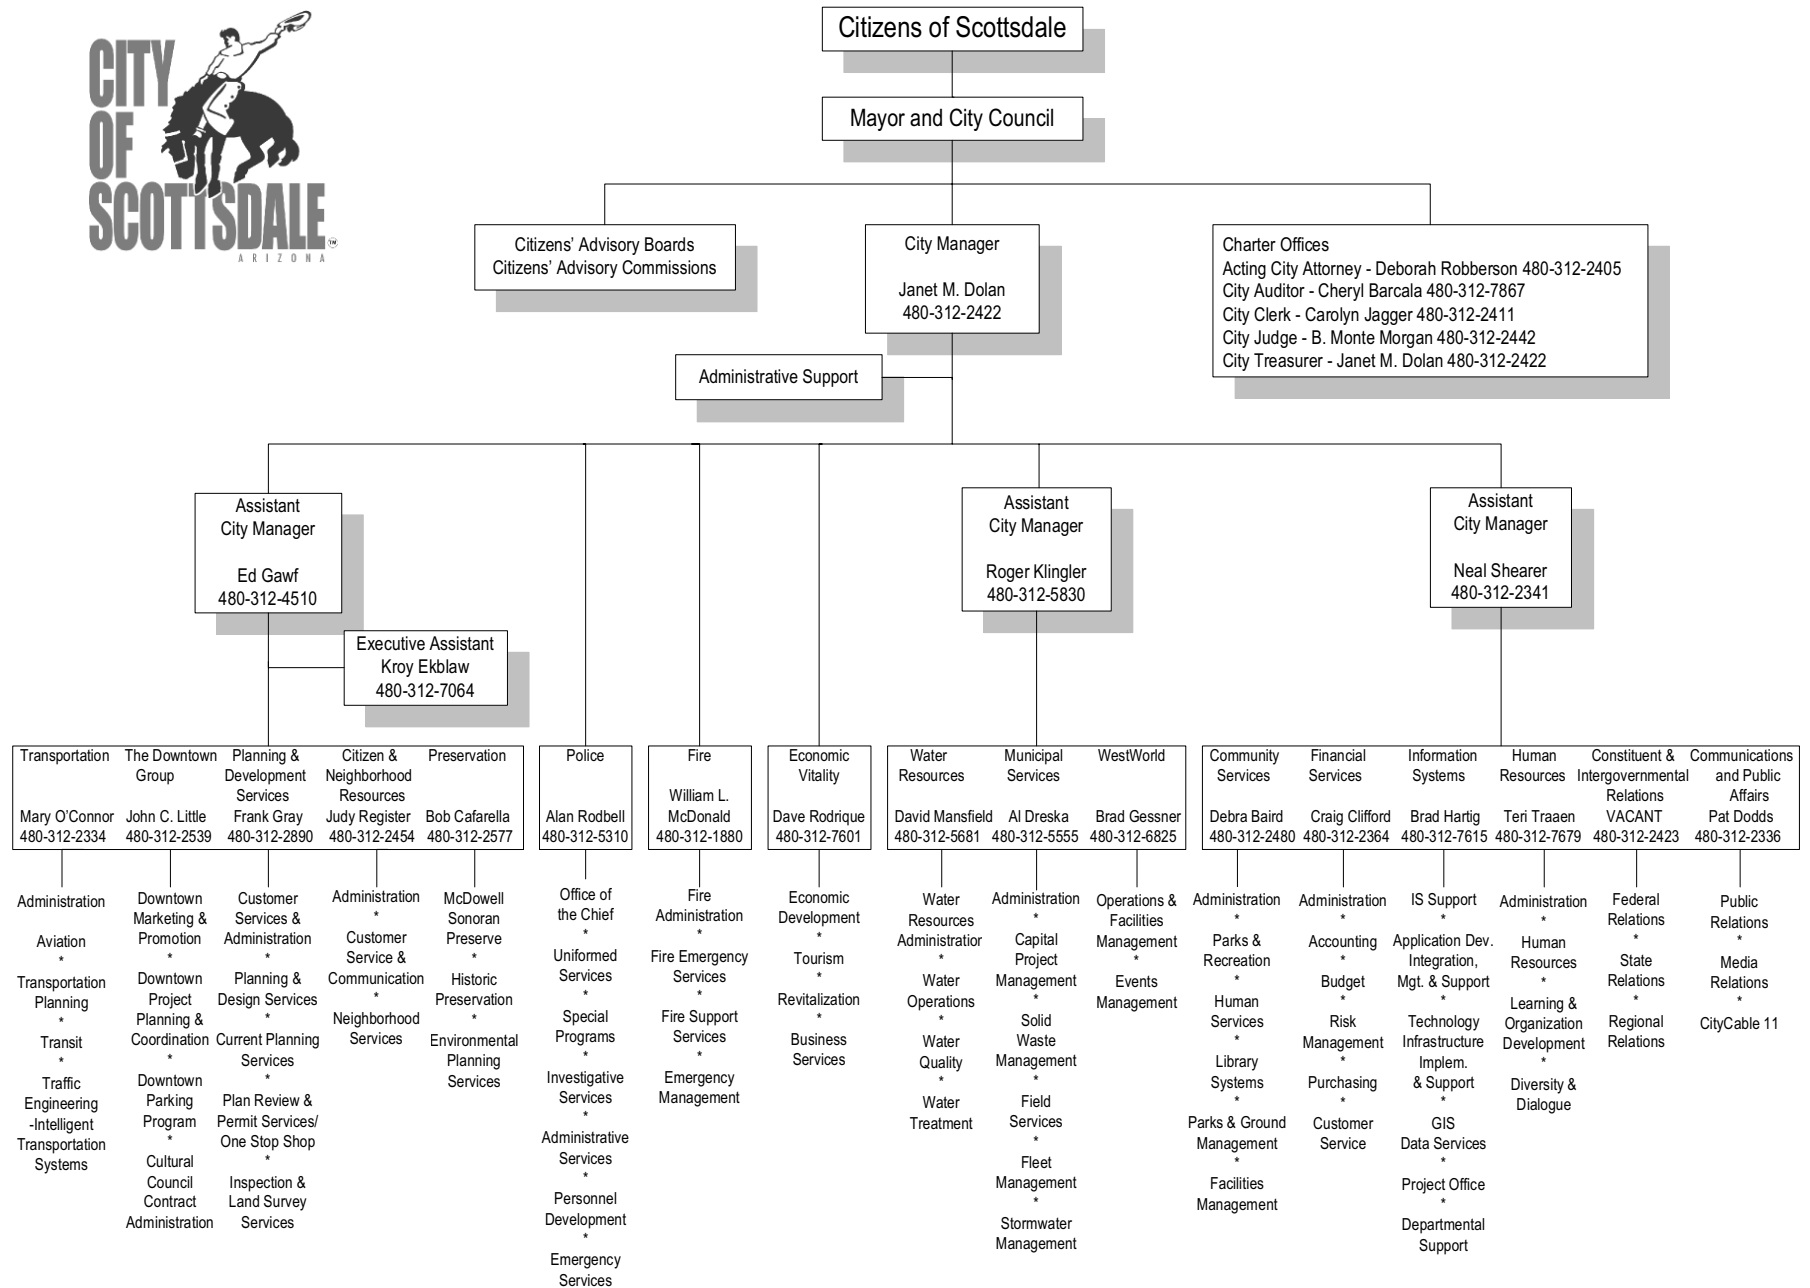 CITY
OF
SCOTTSDALE
TM
ARIZONA
Citizens of Scottsdale
Mayor and City Council
Citizens' Advisory Boards
Citizens' Advisory Commissions
City Manager
Janet M. Dolan
480-312-2422
Charter Offices
Acting City Attorney - Deborah Robberson 480-312-2405
City Auditor - Cheryl Barcala 480-312-7867
City Clerk - Carolyn Jagger 480-312-2411
City Judge - B. Monte Morgan 480-312-2442
City Treasurer - Janet M. Dolan 480-312-2422
Administrative Support
Assistant
City Manager
Ed Gawf
480-312-4510
Executive Assistant
Kroy Ekblaw
480-312-7064
Assistant
City Manager
Roger Klingler
480-312-5830
Assistant
City Manager
Neal Shearer
480-312-2341
Transportation
Mary O'Connor
480-312-2334
Administration
Aviation
*
Transportation
Planning
*
Transit
*
Traffic
Engineering
-Intelligent
Transportation
Systems
The Downtown
Group
John C. Little
480-312-2539
Downtown
Marketing &
Promotion
*
Downtown
Project
Planning &
Coordination
*
Downtown
Parking
Program
*
Cultural
Council
Contract
Administration
Planning &
Development
Services
Frank Gray
480-312-2890
Customer
Services &
Administration
*
Planning &
Design Services
*
Current Planning
Services
*
Plan Review &
Permit Services/
One Stop Shop
*
Inspection &
Land Survey
Services
Citizen &
Neighborhood
Resources
Judy Register
480-312-2454
Administration
*
Customer
Service &
Communication
*
Neighborhood
Services
Preservation
Bob Cafarella
480-312-2577
McDowell
Sonoran
Preserve
*
Historic
Preservation
*
Environmental
Planning
Services
Police
Alan Rodbell
480-312-5310
Office of
the Chief
*
Uniformed
Services
*
Special
Programs
*
Investigative
Services
*
Administrative
Services
*
Personnel
Development
*
Emergency
Services
Fire
William L.
McDonald
480-312-1880
Fire
Administration
*
Fire Emergency
Services
*
Fire Support
Services
*
Emergency
Management
Economic
Vitality
Dave Rodrique
480-312-7601
Economic
Development
*
Tourism
*
Revitalization
*
Business
Services
Water
Resources
David Mansfield
480-312-5681
Water
Resources
Administration
*
Water
Operations
*
Water
Quality
*
Water
Treatment
Municipal
Services
Al Dreska
480-312-5555
Administration
*
Capital
Project
Management
*
Solid
Waste
Management
*
Field
Services
*
Fleet
Management
*
Stormwater
Management
WestWorld
Brad Gessner
480-312-6825
Operations &
Facilities
Management
*
Events
Management
Community
Services
Debra Baird
480-312-2480
Administration
*
Parks &
Recreation
*
Human
Services
*
Library
Systems
*
Parks & Ground
Management
*
Facilities
Management
Financial
Services
Craig Clifford
480-312-2364
Administration
*
Accounting
*
Budget
*
Risk
Management
*
Purchasing
*
Customer
Service
Information
Systems
Brad Hartig
480-312-7615
IS Support
*
Application Dev.
Integration,
Mgt. & Support
*
Technology
Infrastructure
Implem.
& Support
*
GIS
Data Services
*
Project Office
*
Departmental
Support
Human
Resources
Teri Traaen
480-312-7679
Administration
*
Human
Resources
*
Learning &
Organization
Development
*
Diversity &
Dialogue
Constituent &
Intergovernmental
Relations
VACANT
480-312-2423
Federal
Relations
*
State
Relations
*
Regional
Relations
Communications
and Public
Affairs
Pat Dodds
480-312-2336
Public
Relations
*
Media
Relations
*
CityCable 11